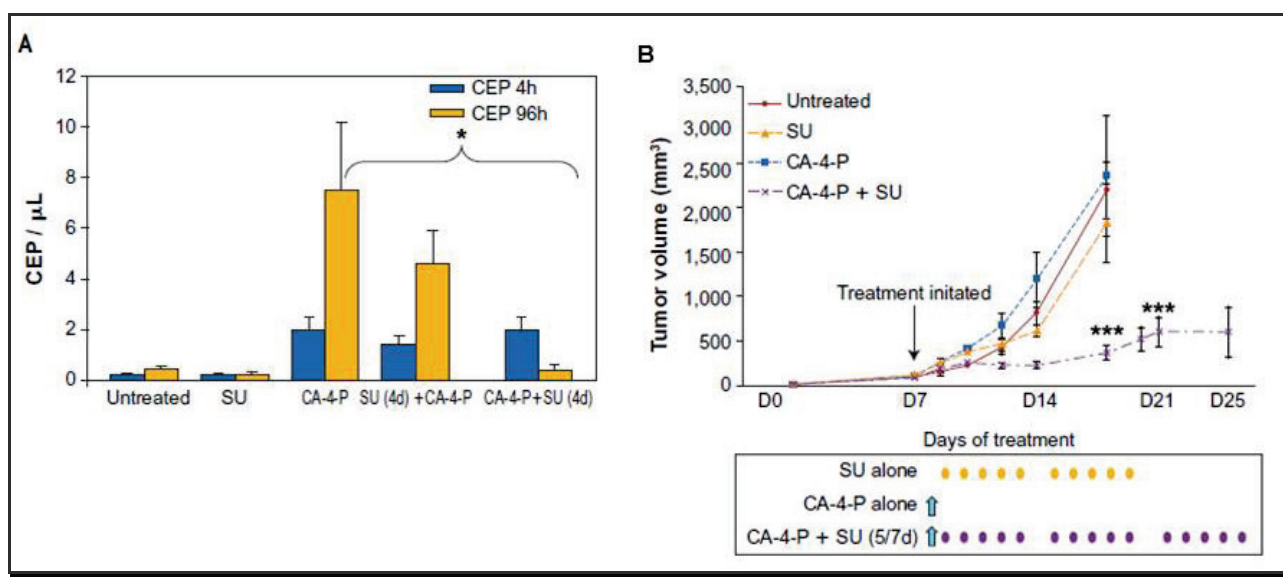 A
CEP / µL
12
10
8
6
4
2
0
CEP 4h
CEP 96h
*
Untreated
SU
CA-4-P
SU (4d) +CA-4-P
CA-4-P+SU (4d)
B
Tumor volume (mm³)
3,500
3,000
2,500
2,000
1,500
1,000
500
0
Untreated
SU
CA-4-P
CA-4-P + SU
Treatment initated
***
***
D0
D7
D14
D21
D25
Days of treatment
SU alone
CA-4-P alone
CA-4-P + SU (5/7d)